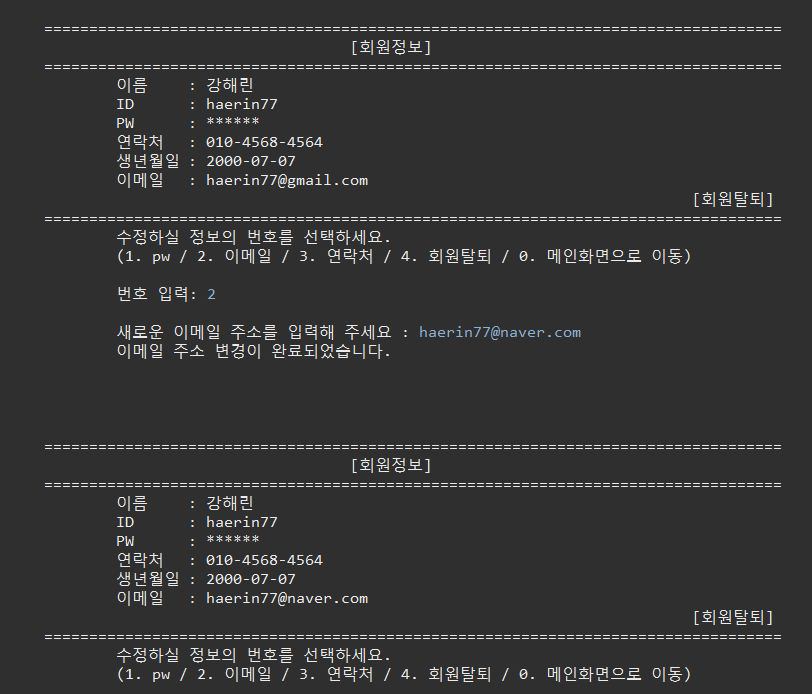 ==================================================================================
[회원정보]
==================================================================================
이름 : 강해린
ID : haerin77
PW : ******
연락처 : 010-4568-4564
생년월일 : 2000-07-07
이메일 : haerin77@gmail.com
[회원탈퇴]
==================================================================================
수정하실 정보의 번호를 선택하세요.
(1. pw / 2. 이메일 / 3. 연락처 / 4. 회원탈퇴 / 0. 메인화면으로 이동)
번호 입력: 2
새로운 이메일 주소를 입력해 주세요 : haerin77@naver.com
이메일 주소 변경이 완료되었습니다.
==================================================================================
[회원정보]
==================================================================================
이름 : 강해린
ID : haerin77
PW : ******
연락처 : 010-4568-4564
생년월일 : 2000-07-07
이메일 : haerin77@naver.com
[회원탈퇴]
==================================================================================
수정하실 정보의 번호를 선택하세요.
(1. pw / 2. 이메일 / 3. 연락처 / 4. 회원탈퇴 / 0. 메인화면으로 이동)